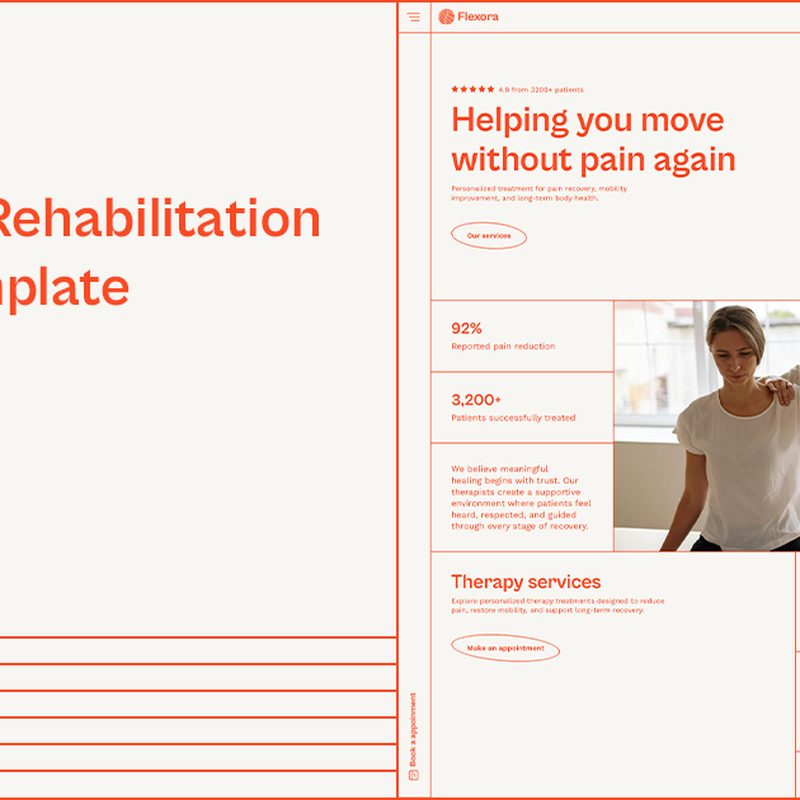 Rehabilitation
plate
Flexora
4.9 from 3200+ patients
Helping you move
without pain again
Personalized treatment for pain recovery, mobility
improvement, and long-term body health.
Our services
92%
Reported pain reduction
3,200+
Patients successfully treated
We believe meaningful
healing begins with trust. Our
therapists create a supportive
environment where patients feel
heard, respected, and guided
through every stage of recovery.
Therapy services
Explore personalized therapy treatments designed to reduce
pain, restore mobility, and support long-term recovery.
Make an appointment
Book a appointment